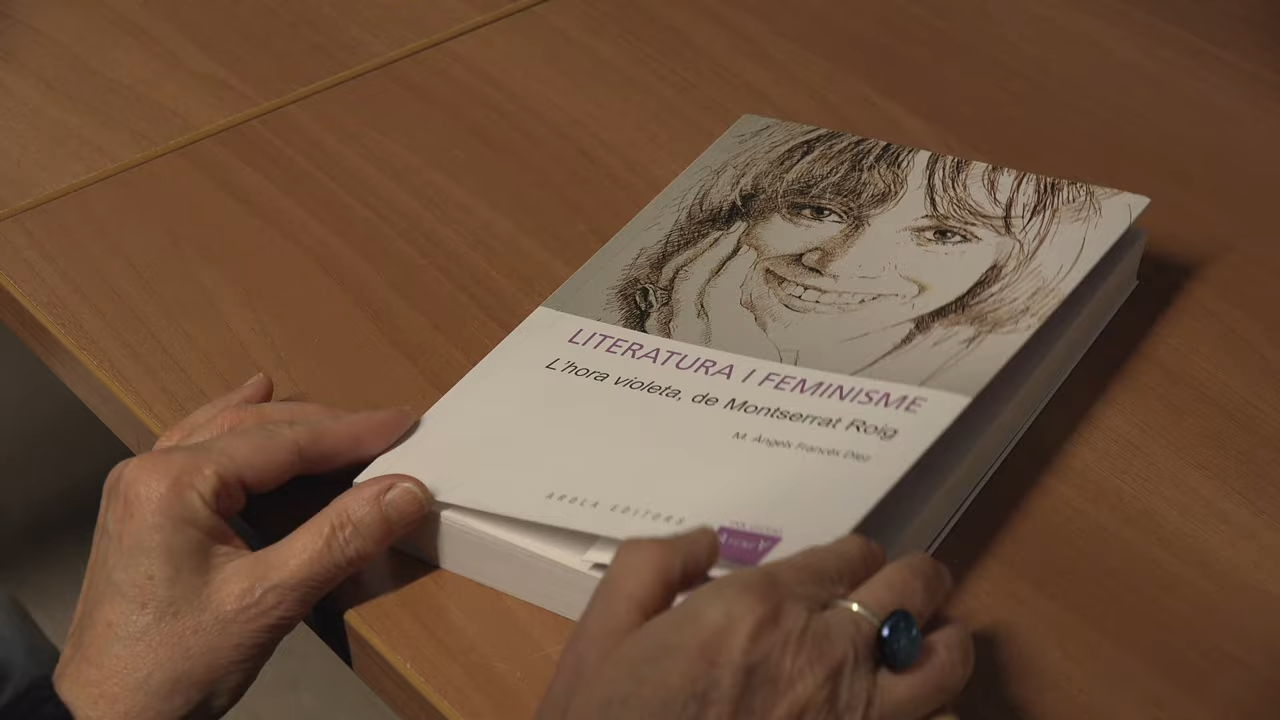 LITERATURA I FEMINISME
L'hora violeta, de Montserrat Roig
M. Àngels Francés Díez
AROLA EDITORS